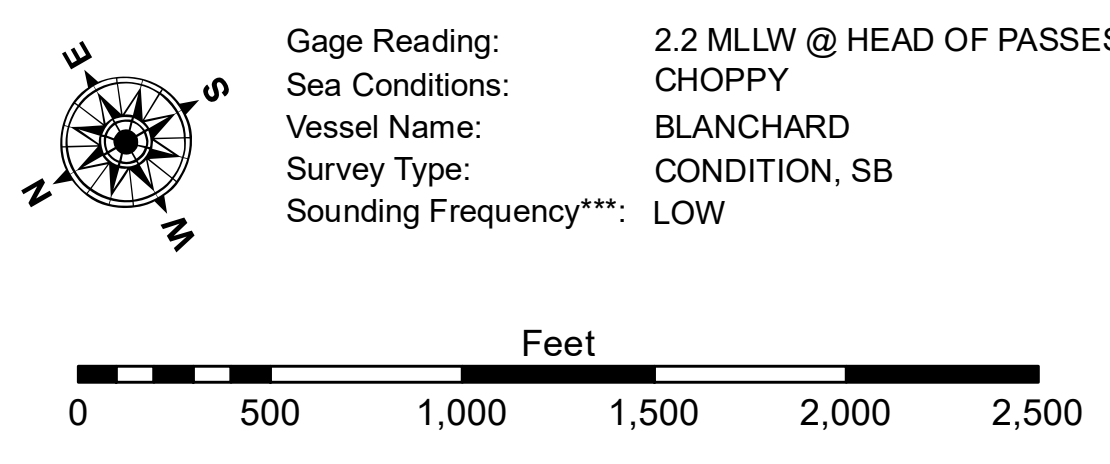 E
S
N
W
Gage Reading: 2.2 MLLW @ HEAD OF PASSES
Sea Conditions: CHOPPY
Vessel Name: BLANCHARD
Survey Type: CONDITION, SB
Sounding Frequency***: LOW
Feet
0 500 1,000 1,500 2,000 2,500